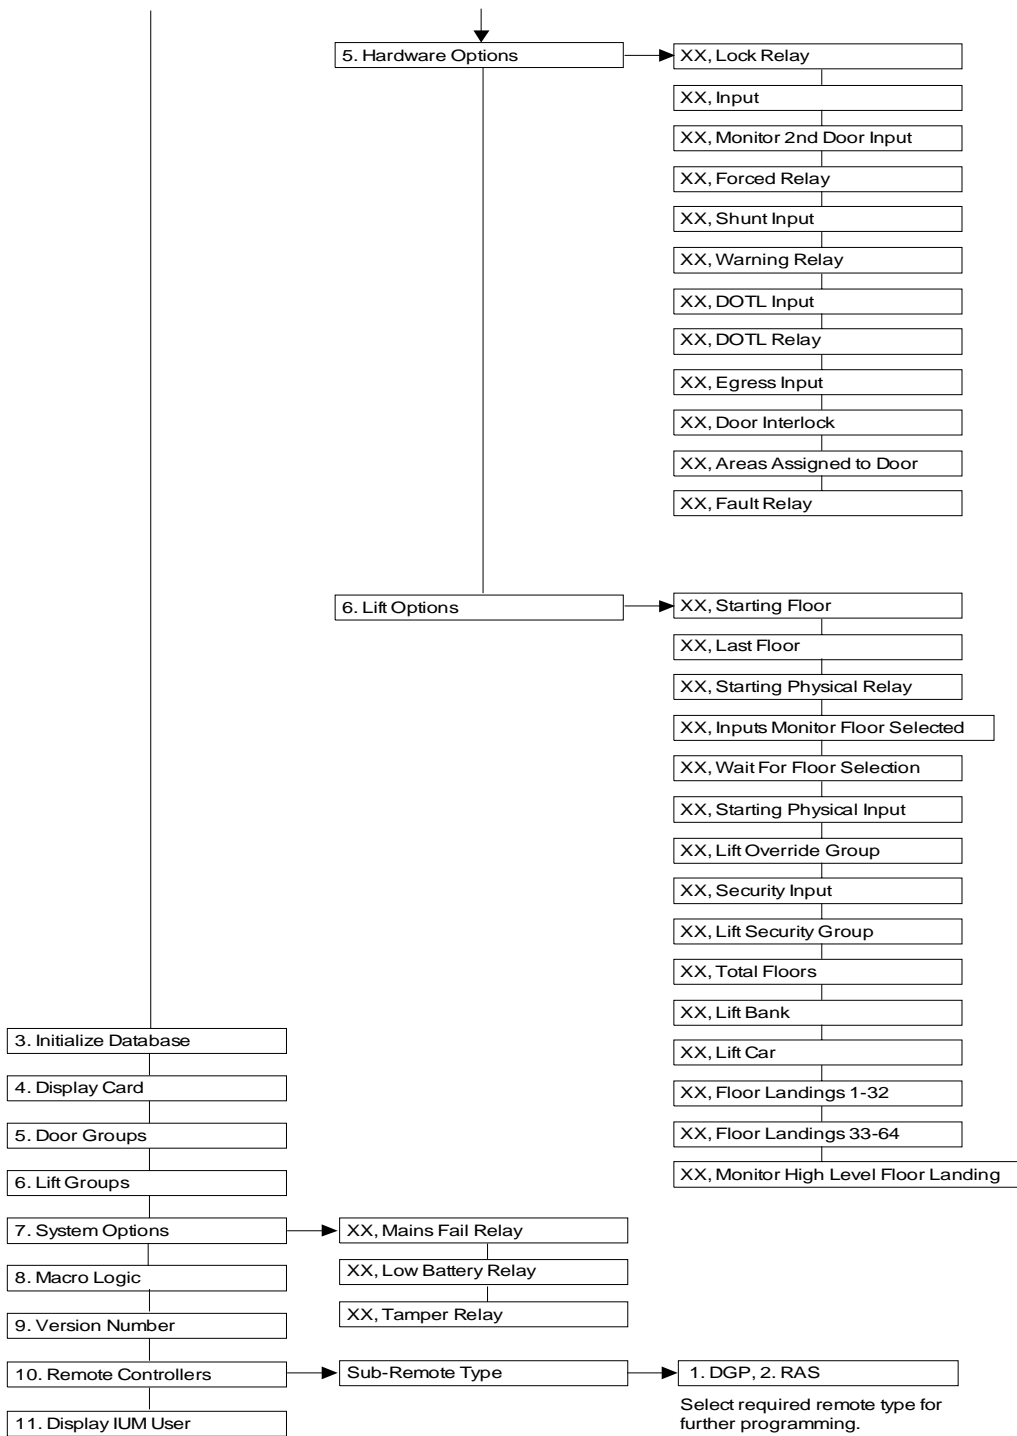 5. Hardware Options
XX, Lock Relay
XX, Input
XX, Monitor 2nd Door Input
XX, Forced Relay
XX, Shunt Input
XX, Warning Relay
XX, DOTL Input
XX, DOTL Relay
XX, Egress Input
XX, Door Interlock
XX, Areas Assigned to Door
XX, Fault Relay
6. Lift Options
XX, Starting Floor
XX, Last Floor
XX, Starting Physical Relay
XX, Inputs Monitor Floor Selected
XX, Wait For Floor Selection
XX, Starting Physical Input
XX, Lift Override Group
XX, Security Input
XX, Lift Security Group
XX, Total Floors
XX, Lift Bank
XX, Lift Car
XX, Floor Landings 1-32
XX, Floor Landings 33-64
XX, Monitor High Level Floor Landing
3. Initialize Database
4. Display Card
5. Door Groups
6. Lift Groups
7. System Options
XX, Mains Fail Relay
XX, Low Battery Relay
XX, Tamper Relay
8. Macro Logic
9. Version Number
10. Remote Controllers
Sub-Remote Type
1. DGP, 2. RAS
Select required remote type for
further programming.
11. Display IUM User